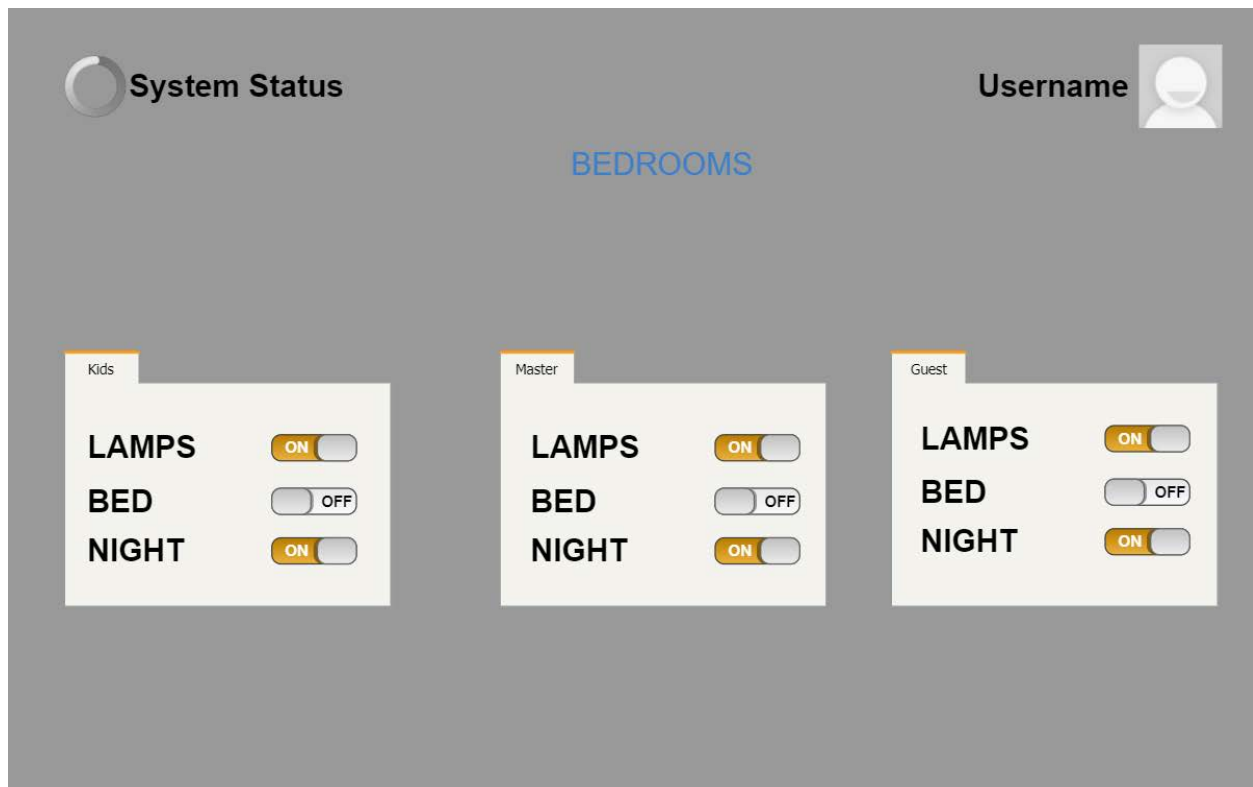 System Status
Username
BEDROOMS
Kids
LAMPS ON
BED OFF
NIGHT ON
Master
LAMPS ON
BED OFF
NIGHT ON
Guest
LAMPS ON
BED OFF
NIGHT ON